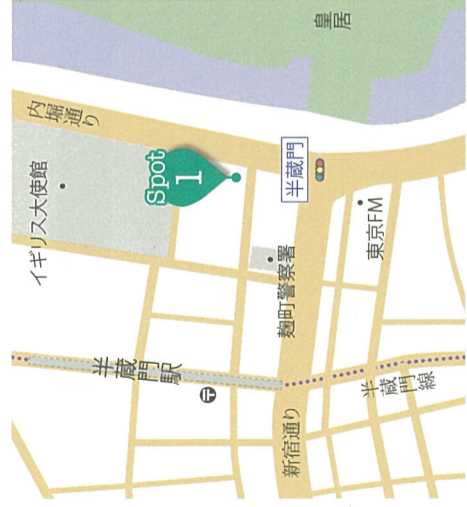 皇居
内堀通り
イギリス大使館
Spot
1
半蔵門
麹町警察署
東京FM
半蔵門駅
半蔵門線
新宿通り